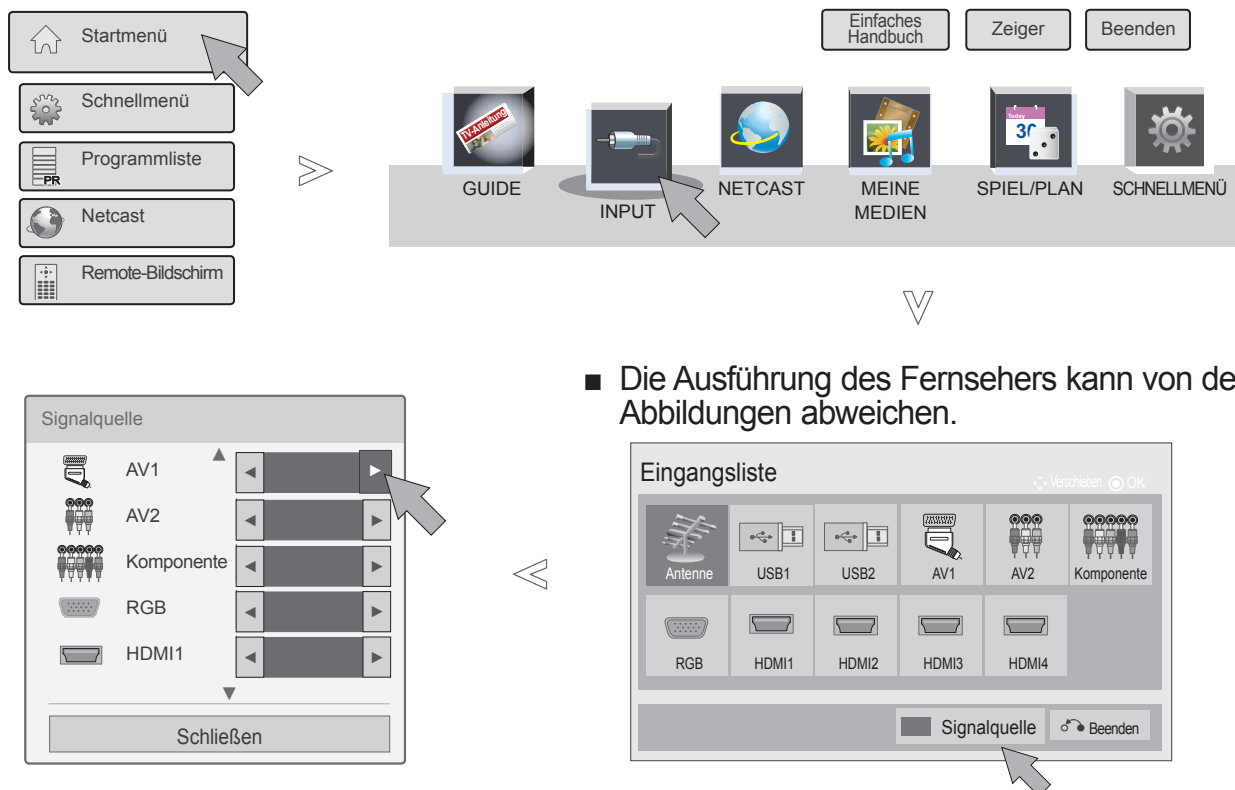 Startmenü
Schnellmenü
PR
Programmliste
Netcast
Remote-Bildschirm
Einfaches
Handbuch
Zeiger
Beenden
TV-Anleitung
Today
30
GUIDE
INPUT
NETCAST
MEINE
MEDIEN
SPIEL/PLAN
SCHNELLMENÜ
■ Die Ausführung des Fernsehers kann von de
Abbildungen abweichen.
Eingangsliste
Verschieben OK
Antenne
USB1
USB2
AV1
AV2
Komponente
RGB
HDMI1
HDMI2
HDMI3
HDMI4
Signalquelle
Beenden
Signalquelle
AV1
AV2
Komponente
RGB
HDMI1
Schließen